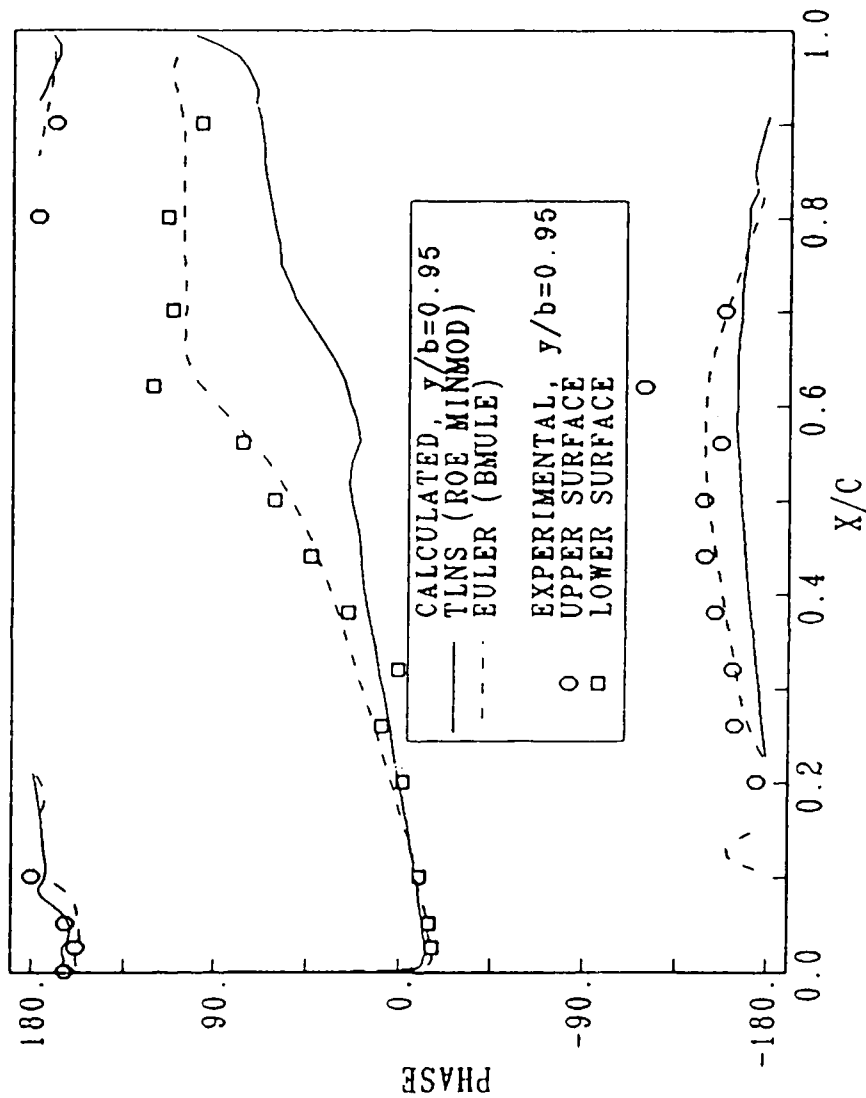 180.
90.
0.
-90.
-180.
PHASE
0.0
0.2
0.4
0.6
0.8
1.0
X/C
CALCULATED, y/b=0.95
TLNS (ROE MINMOD)
EULER (BMULE)
EXPERIMENTAL, y/b=0.95
UPPER SURFACE
LOWER SURFACE